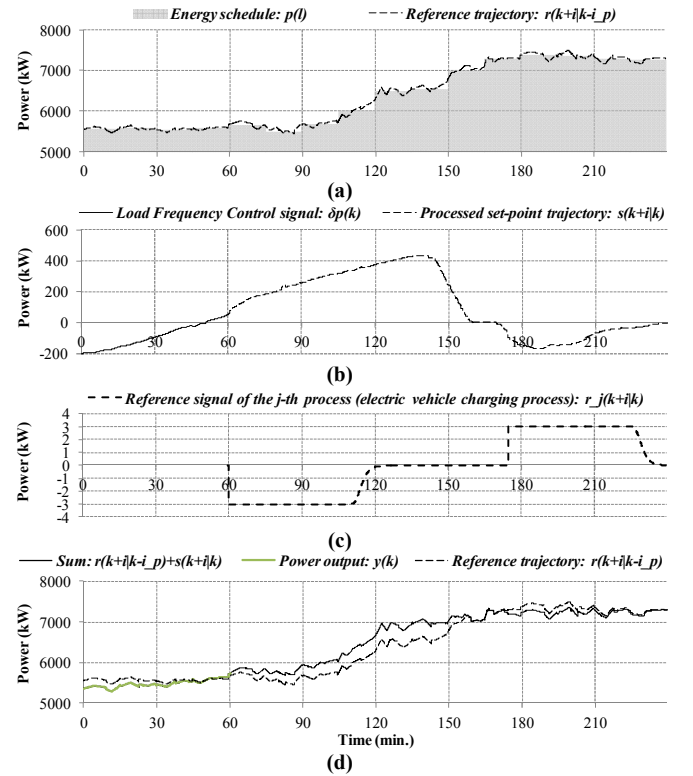 Energy schedule: p(l) Reference trajectory: r(k+i|k-i_p)
8000
7000
6000
5000
Power (kW)
0 30 60 90 120 150 180 210
(a)
Load Frequency Control signal: δp(k) Processed set-point trajectory: s(k+i|k)
600
400
200
0
-200
Power (kW)
0 30 60 90 120 150 180 210
(b)
Reference signal of the j-th process (electric vehicle charging process): r_j(k+i|k)
4
3
2
1
0
-1
-2
-3
-4
Power (kW)
0 30 60 90 120 150 180 210
(c)
Sum: r(k+i|k-i_p)+s(k+i|k) Power output: y(k) Reference trajectory: r(k+i|k-i_p)
8000
7000
6000
5000
Power (kW)
0 30 60 90 120 150 180 210
Time (min.)
(d)